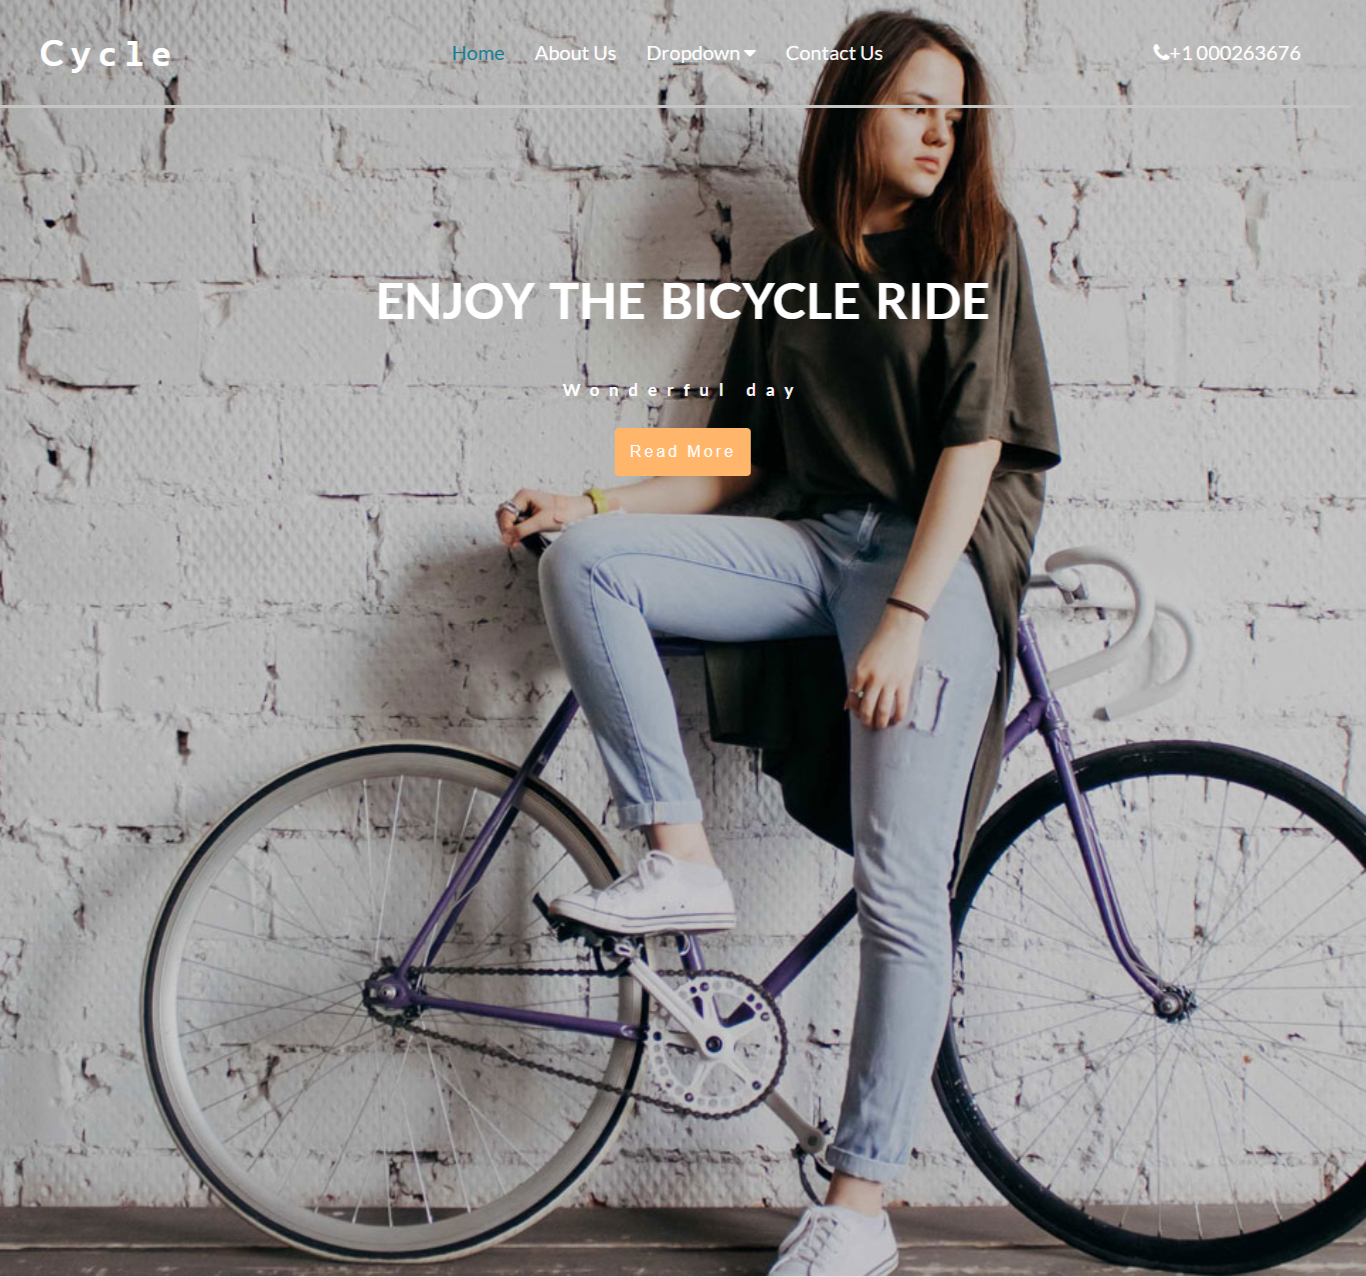 Cycle
Home About Us Dropdown Contact Us
+1 000263676
ENJOY THE BICYCLE RIDE
Wonderful day
Read More